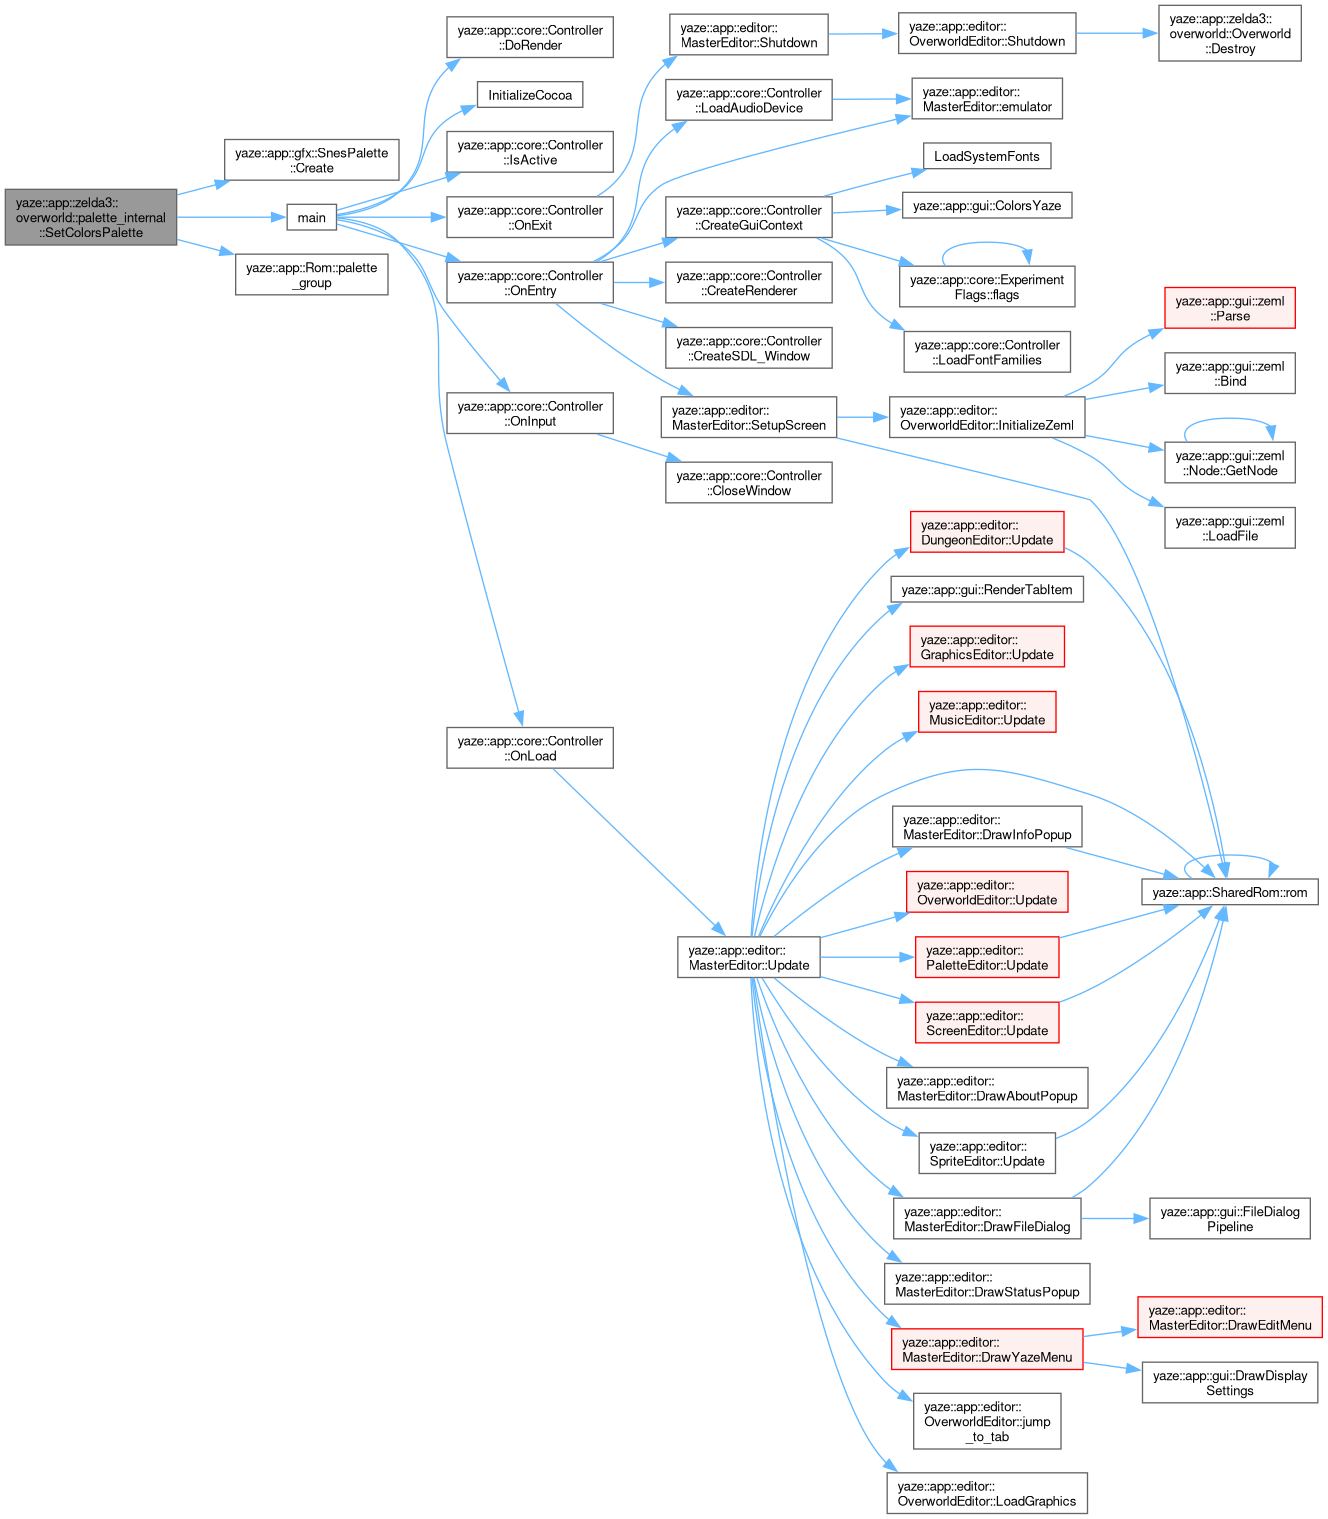 yaze::app::zelda3::
overworld::palette_internal
::SetColorsPalette
yaze::app::gfx::SnesPalette
::Create
main
yaze::app::Rom::palette
_group
yaze::app::core::Controller
::DoRender
InitializeCocoa
yaze::app::core::Controller
::IsActive
yaze::app::core::Controller
::OnExit
yaze::app::core::Controller
::OnEntry
yaze::app::core::Controller
::OnInput
yaze::app::core::Controller
::OnLoad
yaze::app::editor::
MasterEditor::Shutdown
yaze::app::core::Controller
::LoadAudioDevice
yaze::app::core::Controller
::CreateGuiContext
yaze::app::core::Controller
::CreateRenderer
yaze::app::core::Controller
::CreateSDL_Window
yaze::app::editor::
MasterEditor::SetupScreen
yaze::app::core::Controller
::CloseWindow
yaze::app::editor::
MasterEditor::Update
yaze::app::editor::
OverworldEditor::Shutdown
yaze::app::editor::
MasterEditor::emulator
LoadSystemFonts
yaze::app::gui::ColorsYaze
yaze::app::core::Experiment
Flags::flags
yaze::app::core::Controller
::LoadFontFamilies
yaze::app::editor::
OverworldEditor::InitializeZeml
yaze::app::editor::
DungeonEditor::Update
yaze::app::gui::RenderTabItem
yaze::app::editor::
GraphicsEditor::Update
yaze::app::editor::
MusicEditor::Update
yaze::app::editor::
MasterEditor::DrawInfoPopup
yaze::app::editor::
OverworldEditor::Update
yaze::app::editor::
PaletteEditor::Update
yaze::app::editor::
ScreenEditor::Update
yaze::app::editor::
MasterEditor::DrawAboutPopup
yaze::app::editor::
SpriteEditor::Update
yaze::app::editor::
MasterEditor::DrawFileDialog
yaze::app::editor::
MasterEditor::DrawStatusPopup
yaze::app::editor::
MasterEditor::DrawYazeMenu
yaze::app::editor::
OverworldEditor::jump
_to_tab
yaze::app::editor::
OverworldEditor::LoadGraphics
yaze::app::zelda3::
overworld::Overworld
::Destroy
yaze::app::gui::zeml
::Parse
yaze::app::gui::zeml
::Bind
yaze::app::gui::zeml
::Node::GetNode
yaze::app::gui::zeml
::LoadFile
yaze::app::SharedRom::rom
yaze::app::gui::FileDialog
Pipeline
yaze::app::editor::
MasterEditor::DrawEditMenu
yaze::app::gui::DrawDisplay
Settings